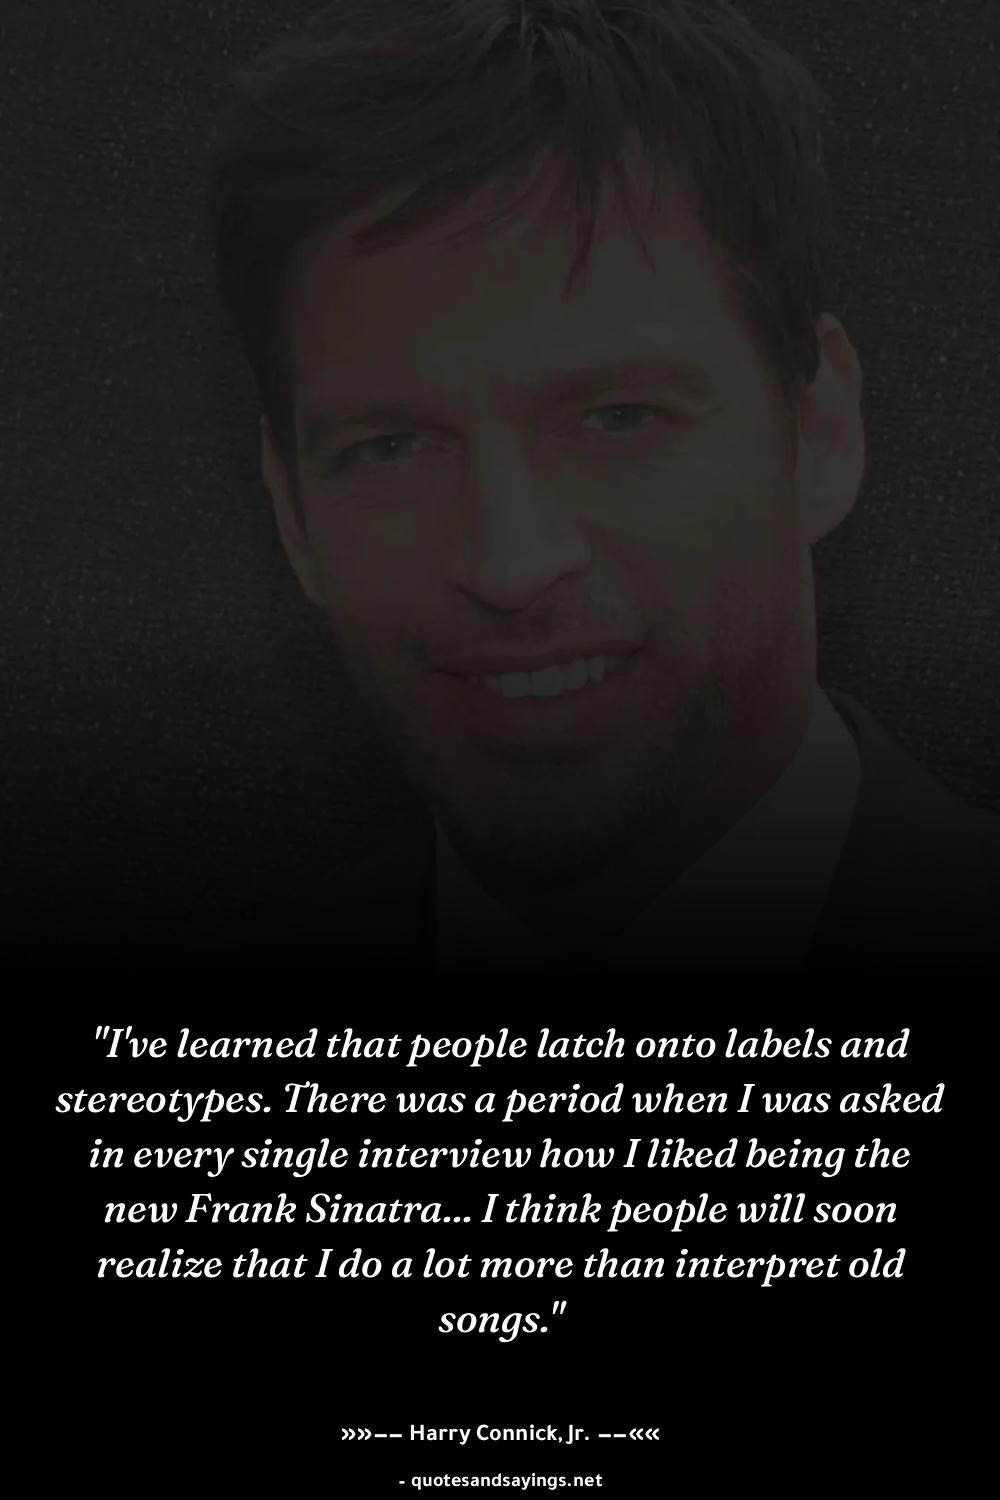 "I've learned that people latch onto labels and
stereotypes. There was a period when I was asked
in every single interview how I liked being the
new Frank Sinatra... I think people will soon
realize that I do a lot more than interpret old
songs."
»»–– Harry Connick, Jr. ––««
- quotesandsayings.net